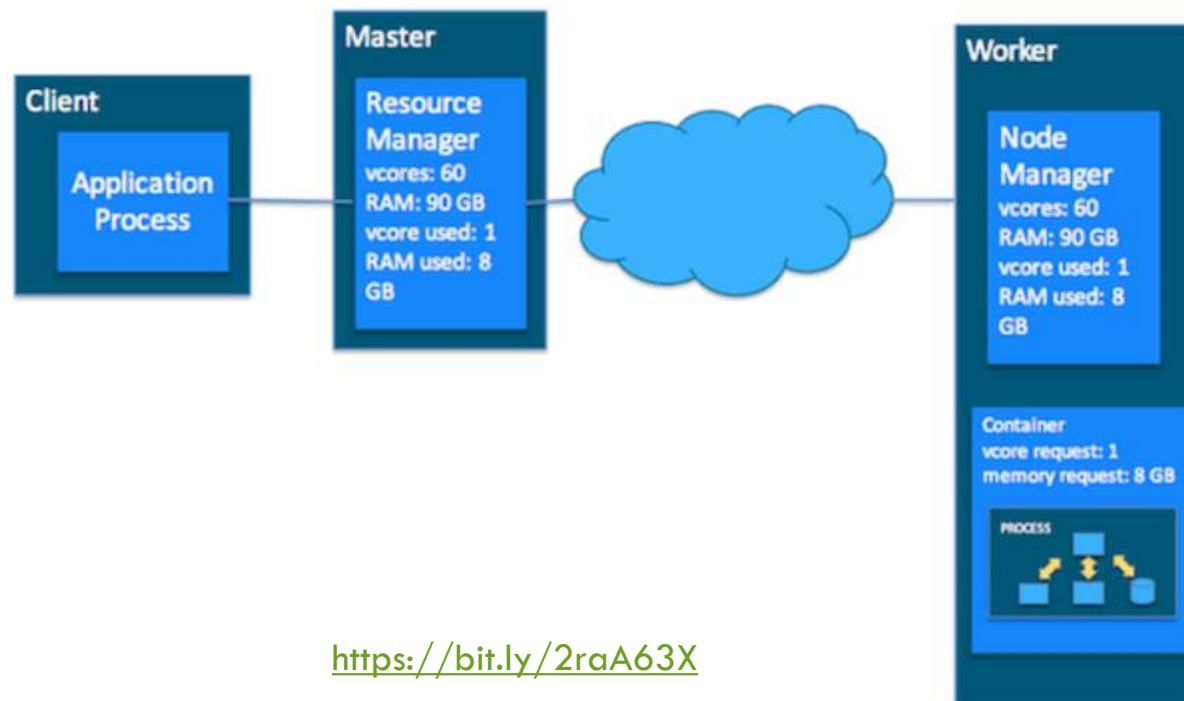 Client
Application
Process
Master
Resource
Manager
vcores: 60
RAM: 90 GB
vcore used: 1
RAM used: 8
GB
Worker
Node
Manager
vcores: 60
RAM: 90 GB
vcore used: 1
RAM used: 8
GB
Container
vcore request: 1
memory request: 8 GB
PROCESS
https://bit.ly/2raA63X